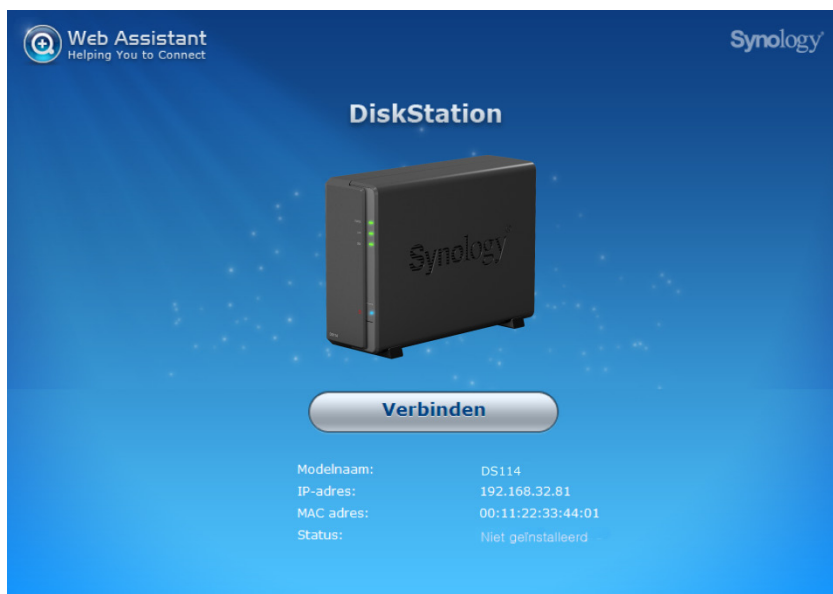 Web Assistant
Helping You to Connect
Synology
DiskStation
Synology
Verbinden
Modelnaam: DS114
IP-adres: 192.168.32.81
MAC adres: 00:11:22:33:44:01
Status: Niet geïnstalleerd